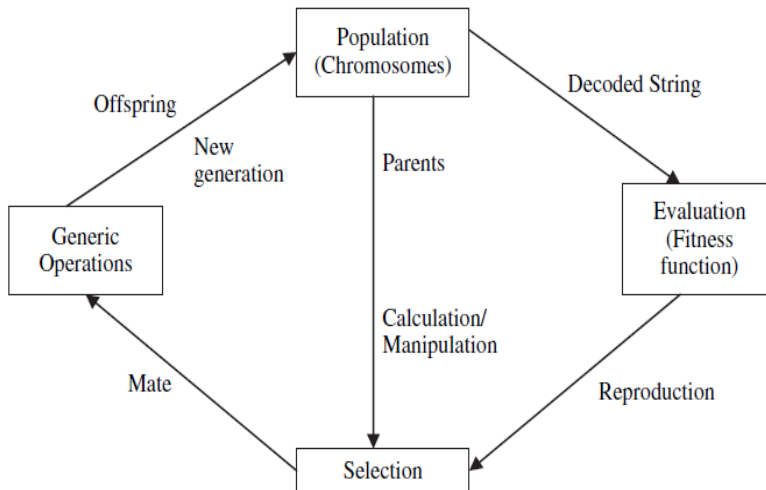 Population
(Chromosomes)
Offspring
Decoded String
New
generation
Parents
Generic
Operations
Evaluation
(Fitness
function)
Calculation/
Manipulation
Mate
Reproduction
Selection